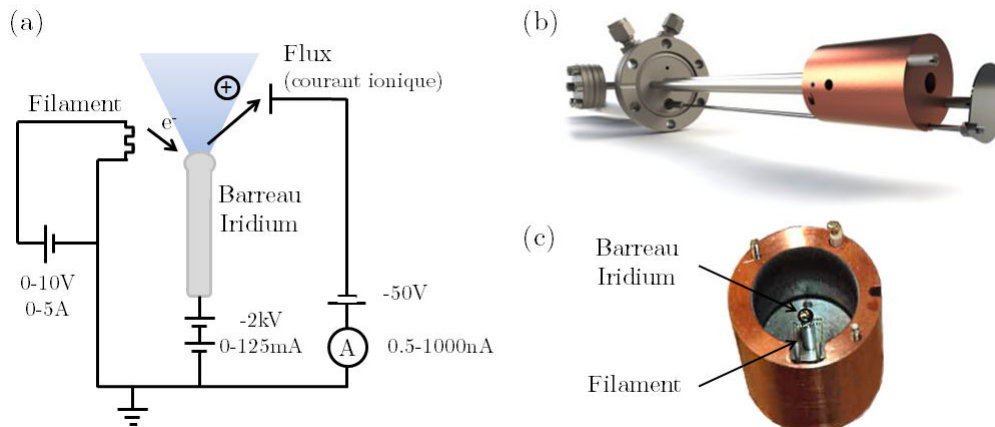 (a)
Flux
(courant ionique)
+
Filament
e-
Barreau
Iridium
0-10V
0-5A
-2kV
0-125mA
-50V
A
0.5-1000nA
(b)
(c)
Barreau
Iridium
Filament